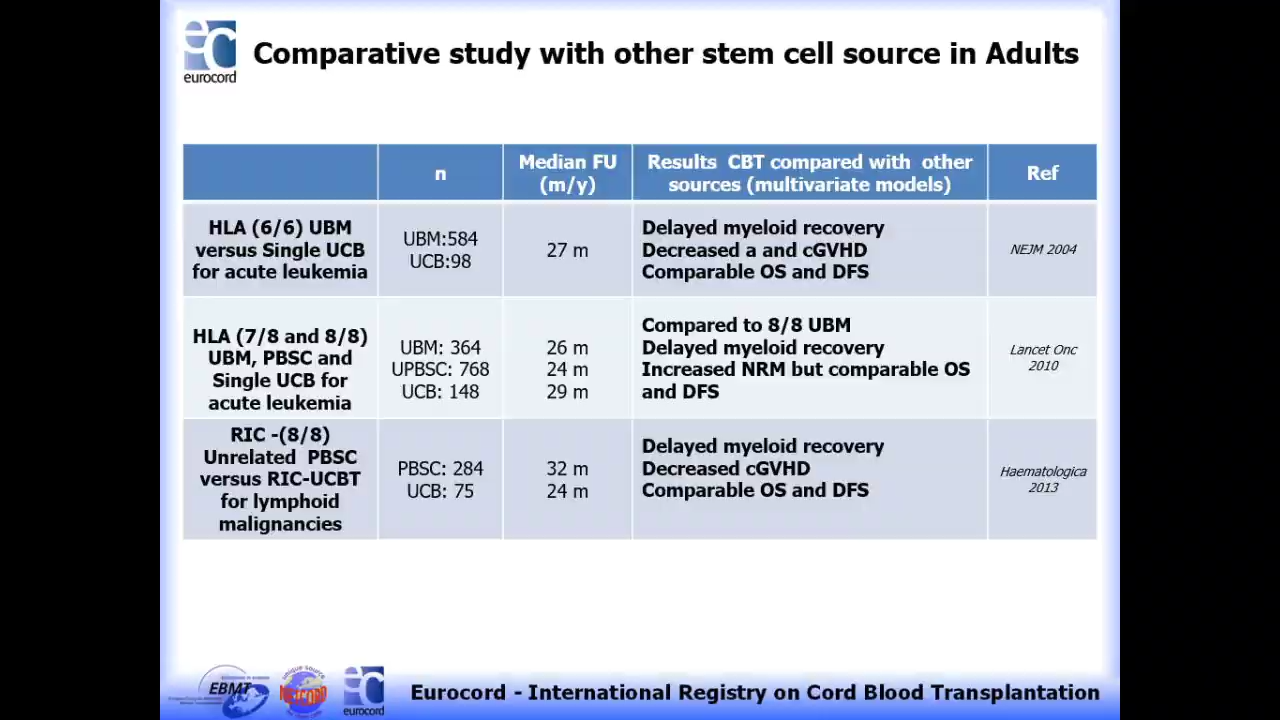 eurocord
Comparative study with other stem cell source in Adults
n
Median FU
(m/y)
Results CBT compared with other
sources (multivariate models)
Ref
HLA (6/6) UBM
versus Single UCB
for acute leukemia
UBM:584
UCB:98
27 m
Delayed myeloid recovery
Decreased a and cGVHD
Comparable OS and DFS
NEJM 2004
HLA (7/8 and 8/8)
UBM, PBSC and
Single UCB for
acute leukemia
UBM: 364
UPBSC: 768
UCB: 148
26 m
24 m
29 m
Compared to 8/8 UBM
Delayed myeloid recovery
Increased NRM but comparable OS
and DFS
Lancet Onc
2010
RIC -(8/8)
Unrelated PBSC
versus RIC-UCBT
for lymphoid
malignancies
PBSC: 284
UCB: 75
32 m
24 m
Delayed myeloid recovery
Decreased cGVHD
Comparable OS and DFS
Haematologica
2013
EBMT
unique source
NETCORD
eurocord
Eurocord - International Registry on Cord Blood Transplantation